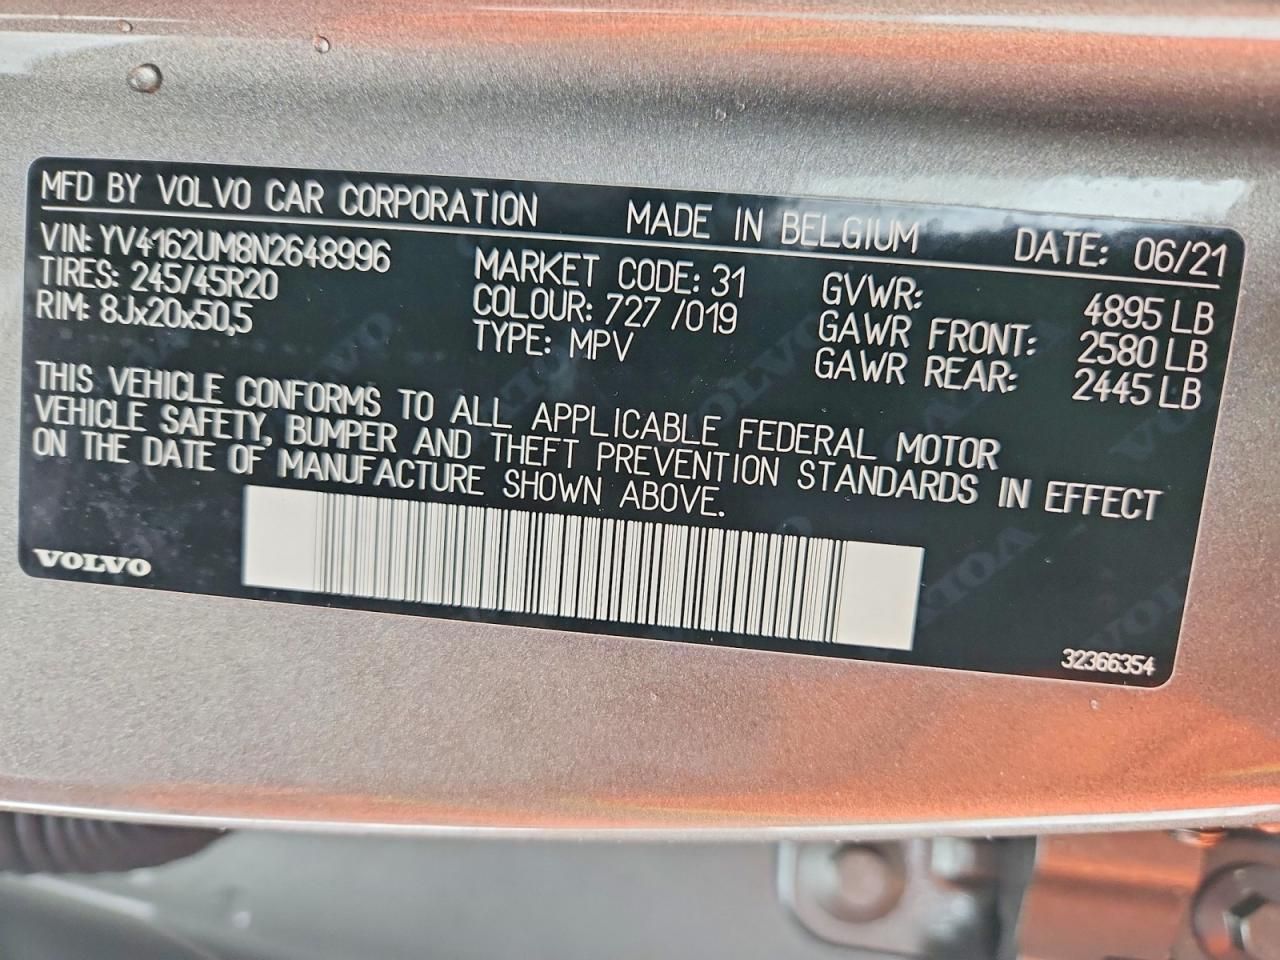 MFD BY VOLVO CAR CORPORATION MADE IN BELGIUM DATE: 06/21
VIN: YV4162UM8N2648996
TIRES: 245/45R20
RIM: 8Jx20x50,5
MARKET CODE: 31
COLOUR: 727 /019
TYPE: MPV
GVWR: 4895 LB
GAWR FRONT: 2580 LB
GAWR REAR: 2445 LB
THIS VEHICLE CONFORMS TO ALL APPLICABLE FEDERAL MOTOR
VEHICLE SAFETY, BUMPER AND THEFT PREVENTION STANDARDS IN EFFECT
ON THE DATE OF MANUFACTURE SHOWN ABOVE.
VOLVO
32366354